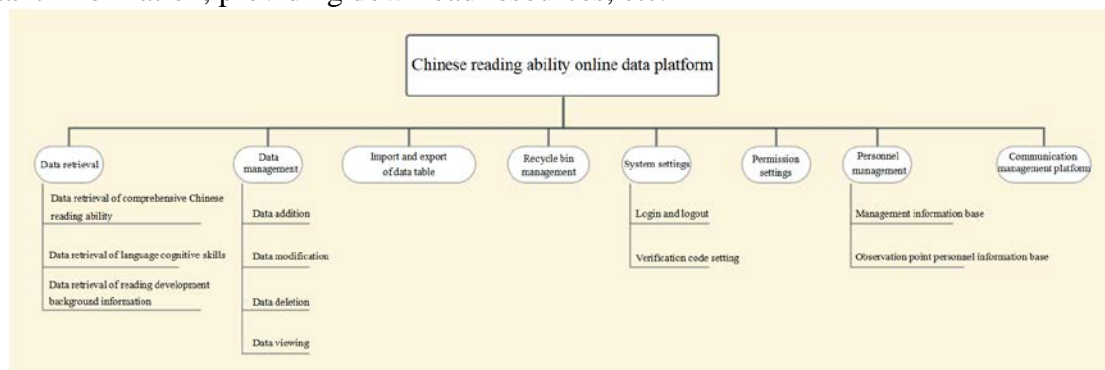 Chinese reading ability online data platform
Data retrieval
Data
management
Import and export
of data table
Recycle bin
management
System settings
Permission
settings
Personnel
management
Communication
management platform
Data retrieval of comprehensive Chinese
reading ability
Data retrieval of language cognitive skills
Data retrieval of reading development
background information
Data addition
Data modification
Data deletion
Data viewing
Login and logout
Verification code setting
Management information base
Observation point personnel information base